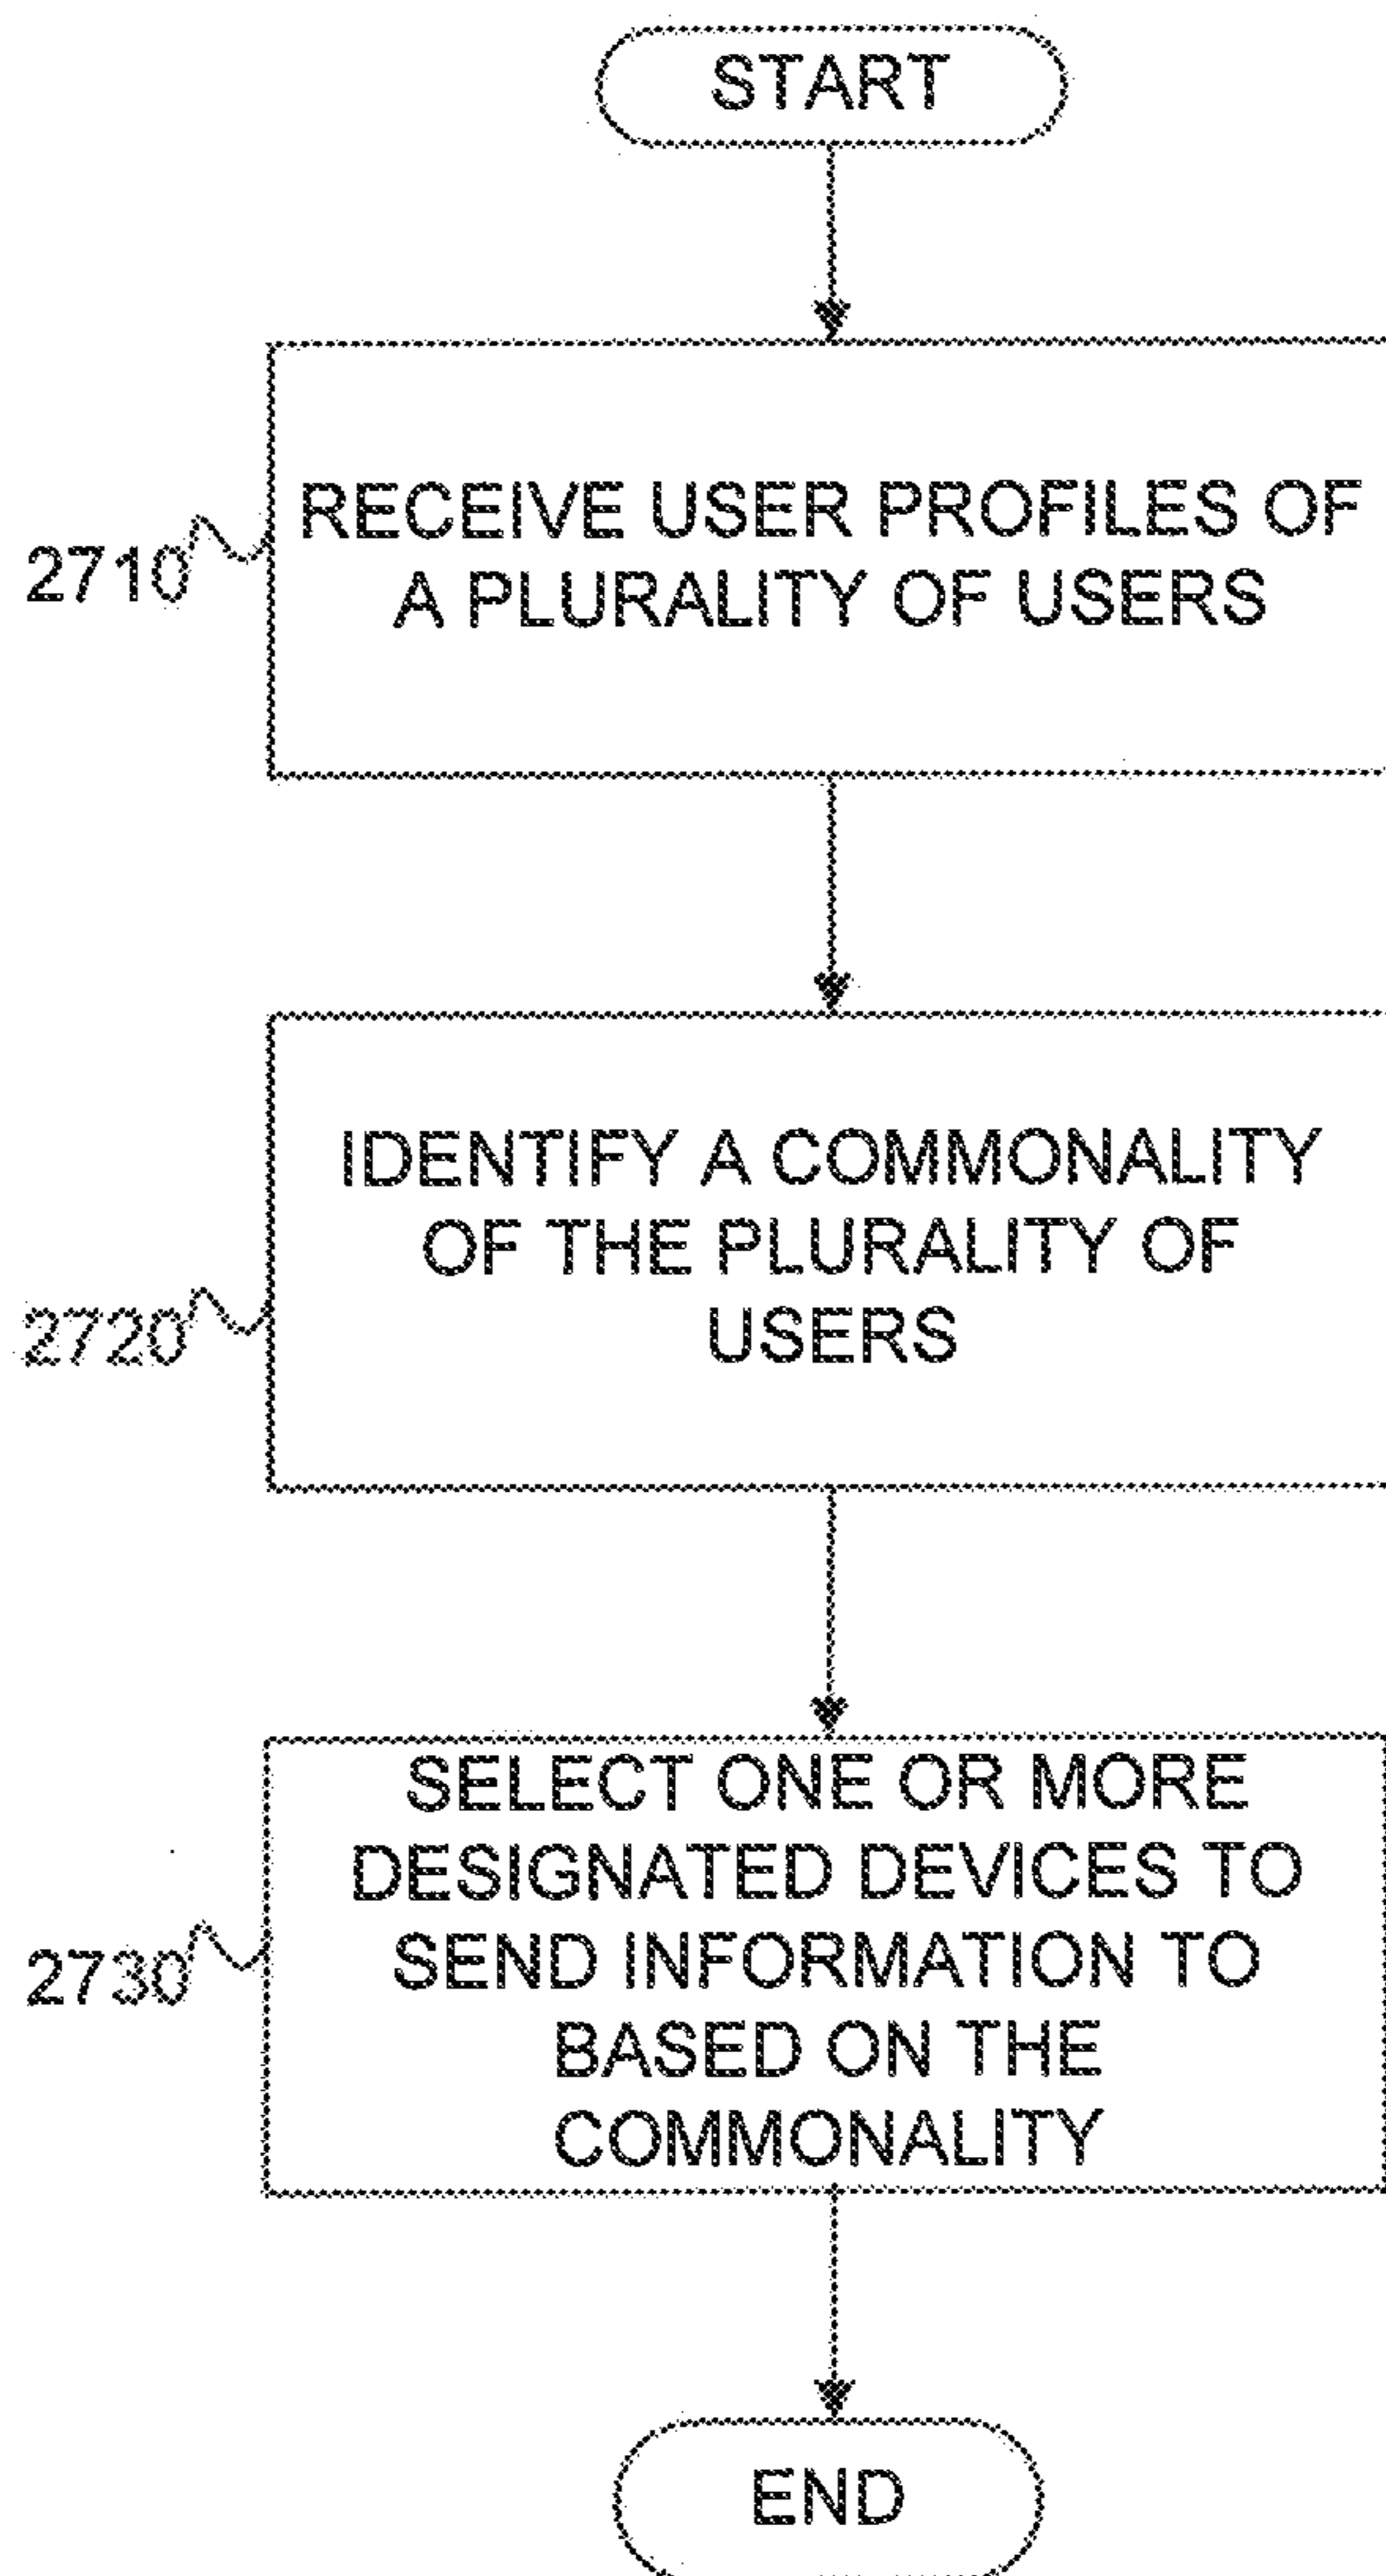 START
RECEIVE USER PROFILES OF
A PLURALITY OF USERS
2710
IDENTIFY A COMMONALITY
OF THE PLURALITY OF
USERS
2720
SELECT ONE OR MORE
DESIGNATED DEVICES TO
SEND INFORMATION TO
BASED ON THE
COMMONALITY
2730
END